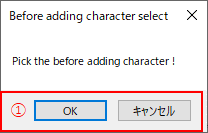 Before adding character select
Pick the before adding character !
① OK キャンセル